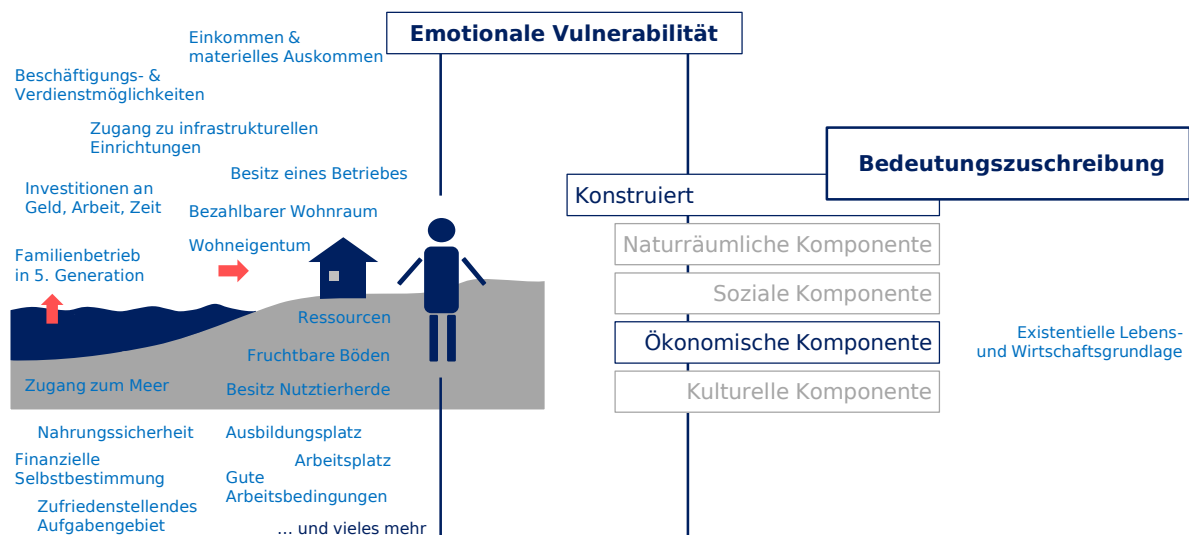 Emotionale Vulnerabilität
Einkommen &
materielles Auskommen
Beschäftigungs- &
Verdienstmöglichkeiten
Zugang zu infrastrukturellen
Einrichtungen
Besitz eines Betriebes
Investitionen an
Geld, Arbeit, Zeit
Bezahlbarer Wohnraum
Wohneigentum
Familienbetrieb
in 5. Generation
Ressourcen
Fruchtbare Böden
Zugang zum Meer
Besitz Nutztierherde
Nahrungssicherheit
Ausbildungsplatz
Finanzielle
Selbstbestimmung
Arbeitsplatz
Gute
Arbeitsbedingungen
Zufriedenstellendes
Aufgabengebiet
... und vieles mehr
Bedeutungszuschreibung
Konstruiert
Naturräumliche Komponente
Soziale Komponente
Ökonomische Komponente
Kulturelle Komponente
Existentielle Lebens-
und Wirtschaftsgrundlage